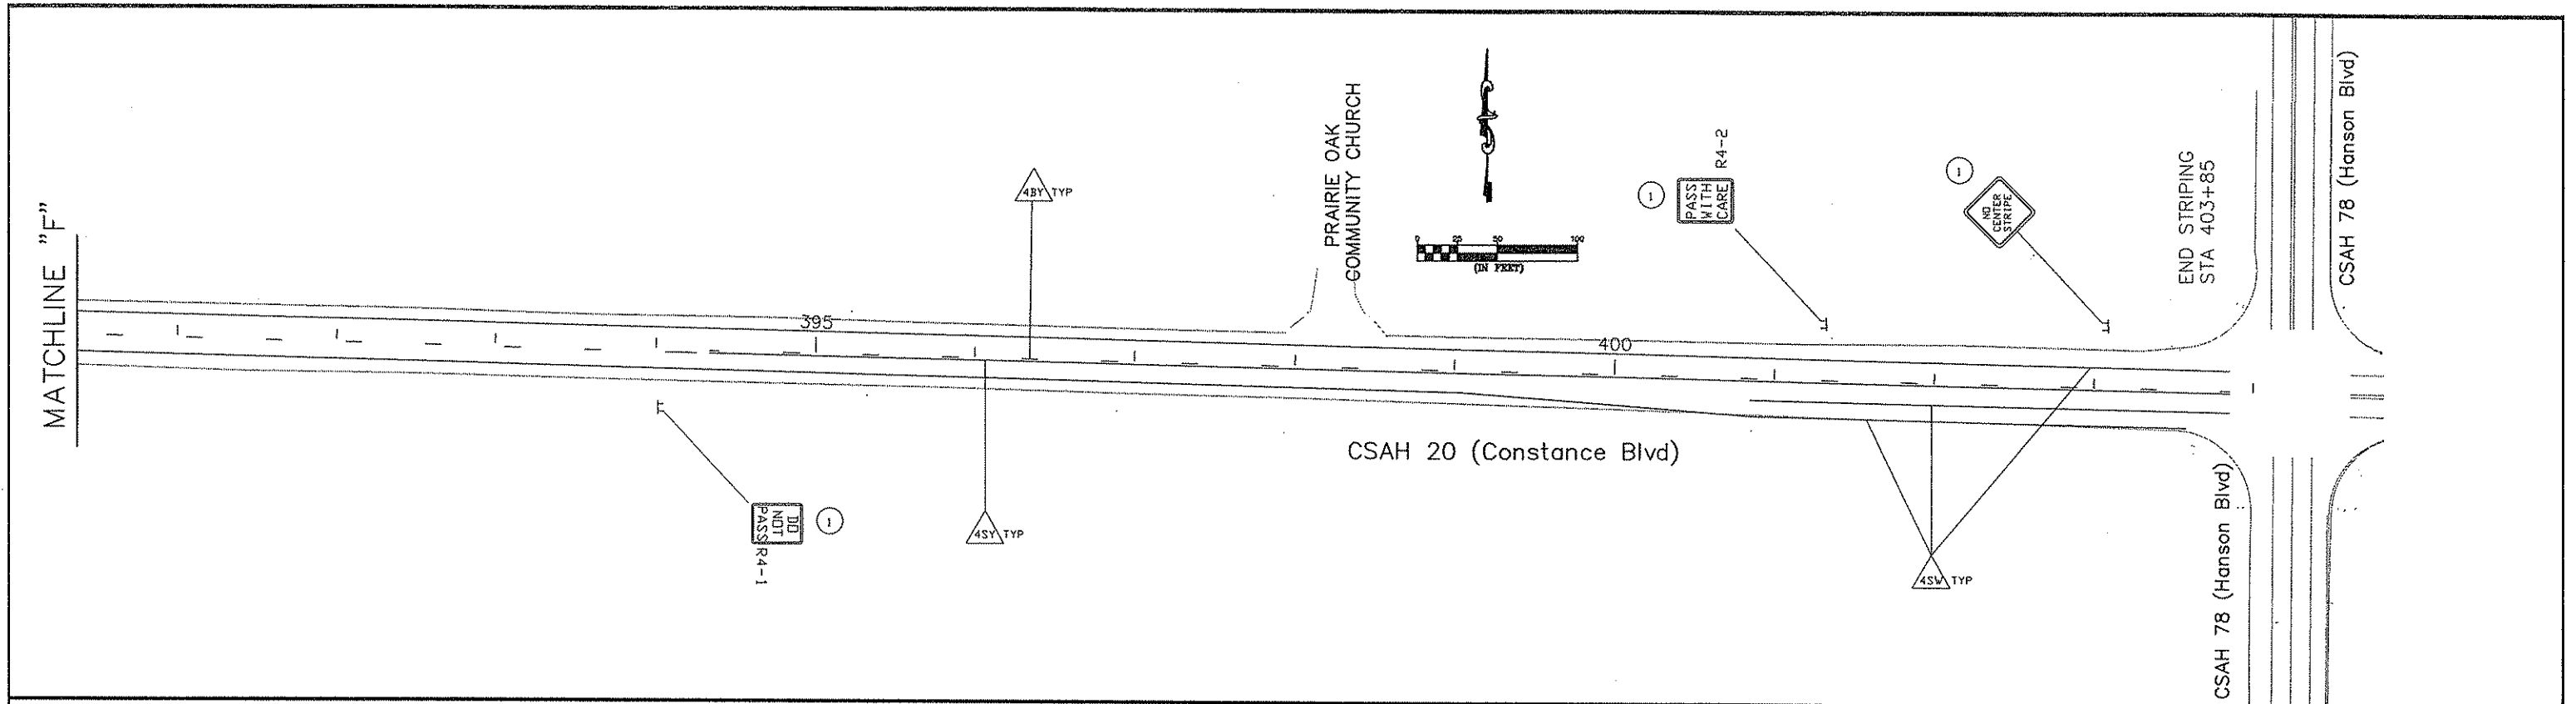 MATCHLINE "F"
395
4BY TYP
PRAIRIE OAK
COMMUNITY CHURCH
0 25 50 100
(IN FEET)
1
PASS
WITH
CARE
R4-2
1
NO
CENTER
STRIPE
END STRIPING
STA 403+85
CSAH 78 (Hanson Blvd)
400
DO
NOT
PASS
R4-1
1
4SY TYP
CSAH 20 (Constance Blvd)
4SW TYP
CSAH 78 (Hanson Blvd)